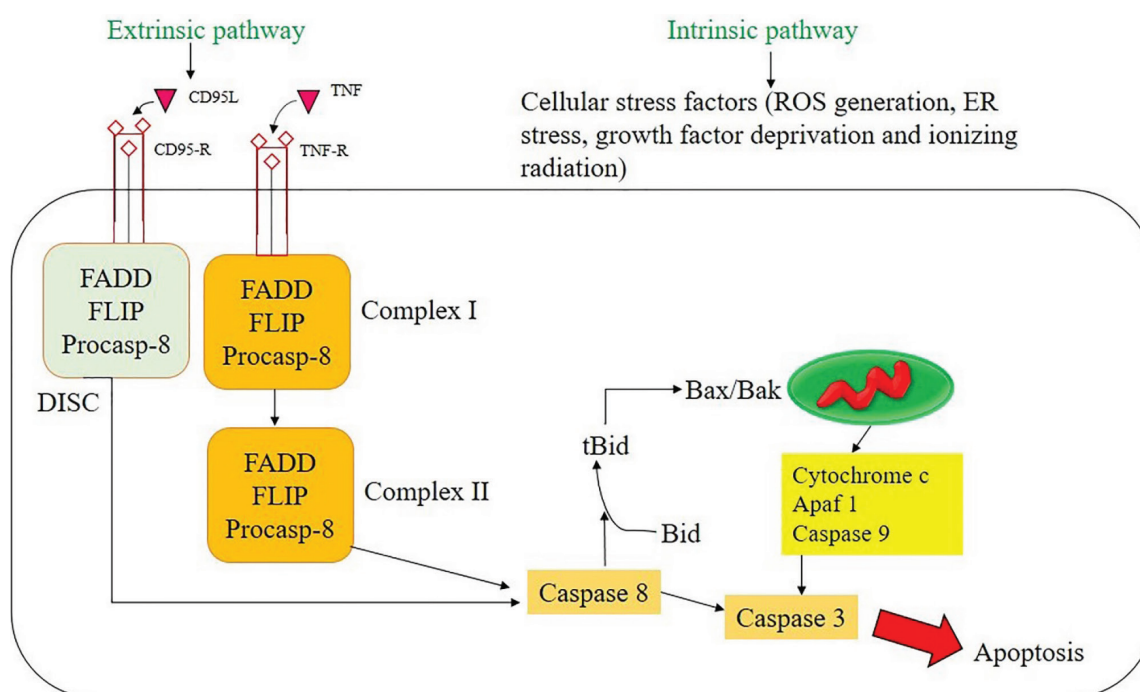 Extrinsic pathway
Intrinsic pathway
CD95L
TNF
CD95-R
TNF-R
Cellular stress factors (ROS generation, ER
stress, growth factor deprivation and ionizing
radiation)
FADD
FLIP
Procasp-8
DISC
FADD
FLIP
Procasp-8
Complex I
FADD
FLIP
Procasp-8
Complex II
Bax/Bak
tBid
Bid
Cytochrome c
Apaf 1
Caspase 9
Caspase 8
Caspase 3
Apoptosis